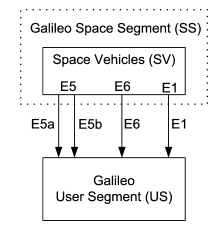 Galileo Space Segment (SS)
Space Vehicles (SV)
E5 E6 E1
E5a E5b E6 E1
Galileo
User Segment (US)